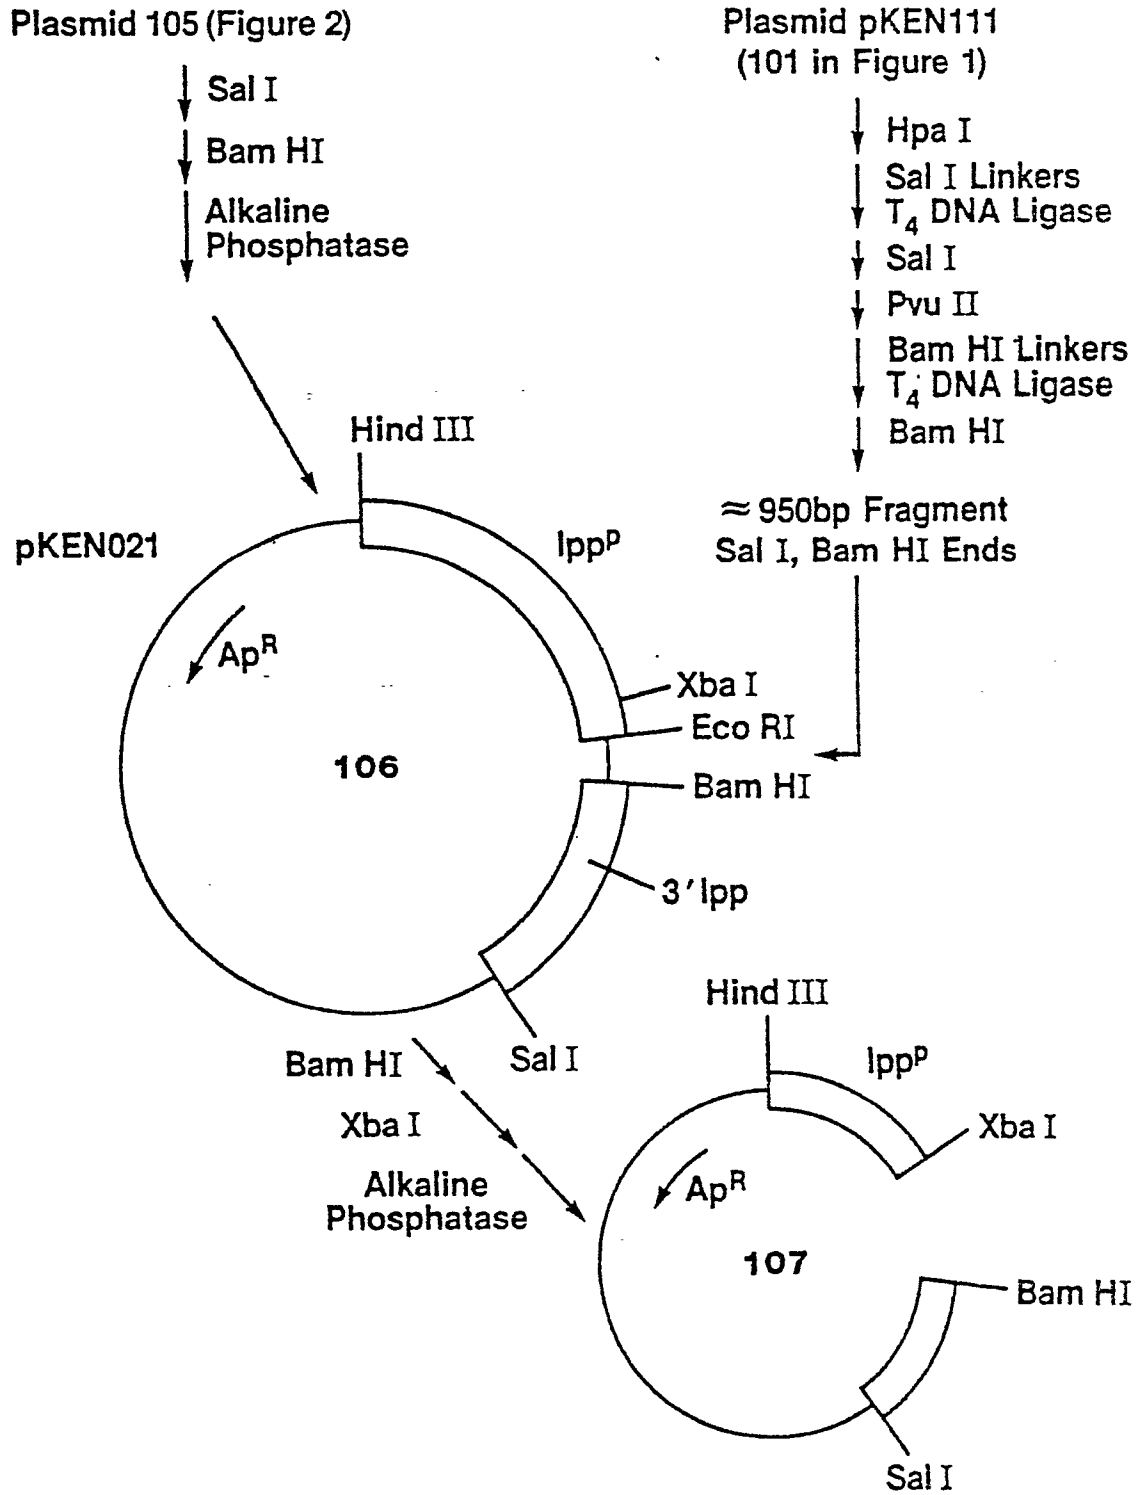 Plasmid 105 (Figure 2)
Sal I
Bam HI
Alkaline
Phosphatase
Plasmid pKEN111
(101 in Figure 1)
Hpa I
Sal I Linkers
T4 DNA Ligase
Sal I
Pvu II
Bam HI Linkers
T4 DNA Ligase
Bam HI
≈ 950bp Fragment
Sal I, Bam HI Ends
Hind III
pKEN021
lppP
ApR
Xba I
Eco RI
106
Bam HI
3' lpp
Sal I
Bam HI
Xba I
Alkaline
Phosphatase
Hind III
lppP
Xba I
ApR
107
Bam HI
Sal I